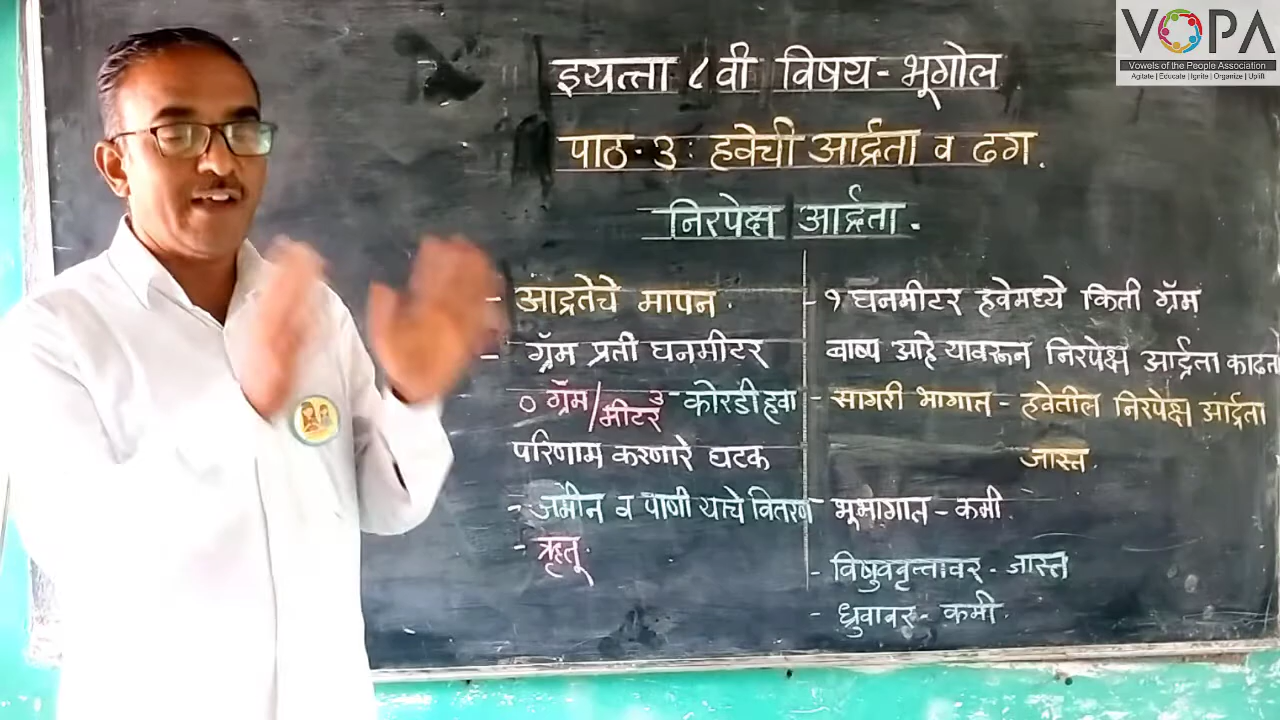 VOPA
Vowels of the People Association
Agitate | Educate | Ignite | Organize | Uplift
इयत्ता ८ वी विषय - भूगोल
पाठ - ३ : हवेची आर्द्रता व ढग .
निरपेक्ष आर्द्रता .
- आद्रतेचे मापन .
- ग्रॅम प्रती घनमीटर
० ग्रॅम/मीटर³ - कोरडी हवा
परिणाम करणारे घटक
- जमीन व पाणी याचे वितरण
- ऋतू .
- १ घनमीटर हवेमध्ये किती ग्रॅम
बाष्प आहे यावरून निरपेक्ष आर्द्रता काढता
- सागरी भागात - हवेतील निरपेक्ष आर्द्रता
जास्त .
भूभागात - कमी .
- विषुववृत्तावर - जास्त
- ध्रुवावर - कमी .